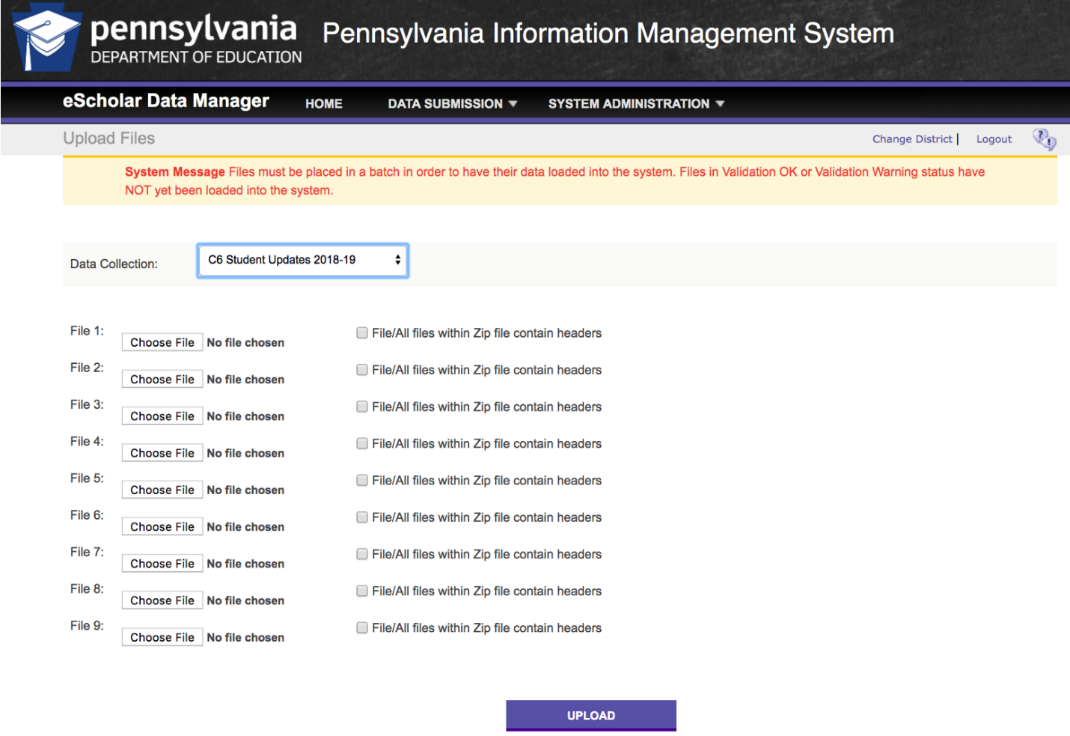 pennsylvania
DEPARTMENT OF EDUCATION
Pennsylvania Information Management System
eScholar Data Manager HOME DATA SUBMISSION SYSTEM ADMINISTRATION
Upload Files Change District | Logout
System Message Files must be placed in a batch in order to have their data loaded into the system. Files in Validation OK or Validation Warning status have
NOT yet been loaded into the system.
Data Collection: C6 Student Updates 2018-19
File 1: Choose File No file chosen File/All files within Zip file contain headers
File 2: Choose File No file chosen File/All files within Zip file contain headers
File 3: Choose File No file chosen File/All files within Zip file contain headers
File 4: Choose File No file chosen File/All files within Zip file contain headers
File 5: Choose File No file chosen File/All files within Zip file contain headers
File 6: Choose File No file chosen File/All files within Zip file contain headers
File 7: Choose File No file chosen File/All files within Zip file contain headers
File 8: Choose File No file chosen File/All files within Zip file contain headers
File 9: Choose File No file chosen File/All files within Zip file contain headers
UPLOAD